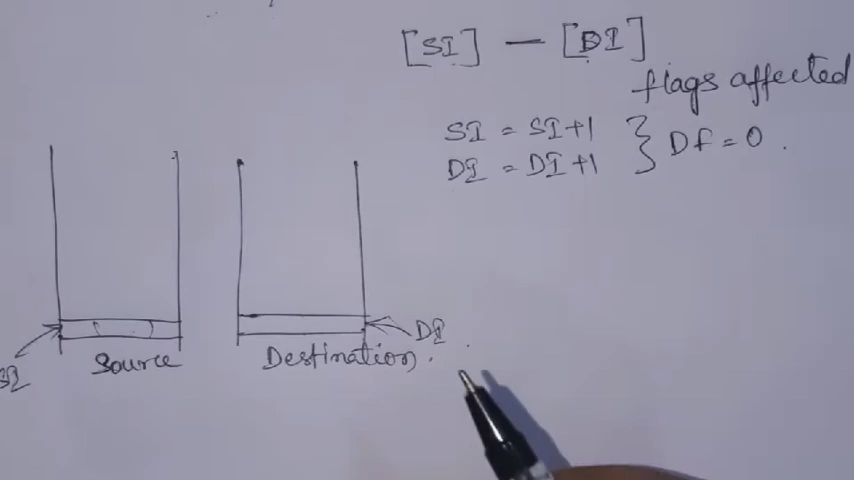 [SI] — [DI]
flags affected
SI = SI+1
DI = DI+1 } DF = 0.
DI
Source
Destination.
SI